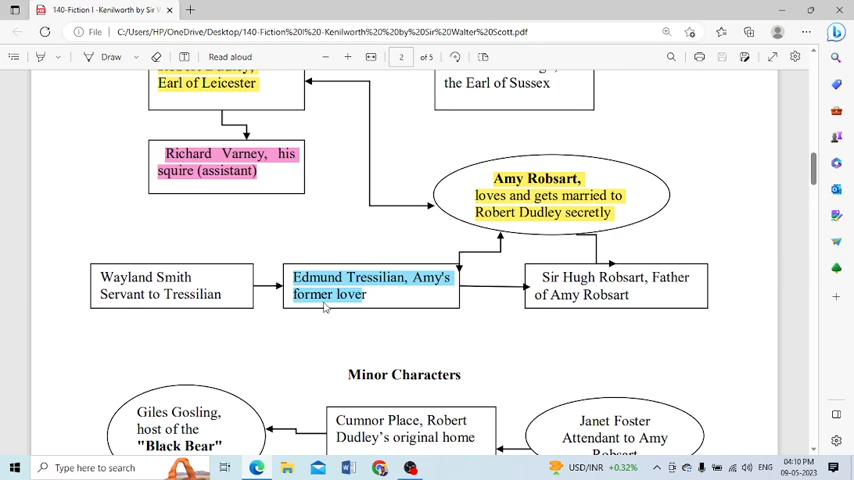 140-Fiction I - Kenilworth by Sir W
File
C:/Users/HP/OneDrive/Desktop/140-Fiction%20I%20-%20Kenilworth%20%20by%20Sir%20Walter%20Scott.pdf
Draw
Read aloud
2
of 5
Earl of Leicester
the Earl of Sussex
Richard Varney, his
squire (assistant)
Amy Robsart,
loves and gets married to
Robert Dudley secretly
Wayland Smith
Servant to Tressilian
Edmund Tressilian, Amy's
former lover
Sir Hugh Robsart, Father
of Amy Robsart
Minor Characters
Giles Gosling,
host of the
"Black Bear"
Cumnor Place, Robert
Dudley's original home
Janet Foster
Attendant to Amy
Robsart
Type here to search
USD/INR +0.32%
ENG
04:10 PM
09-05-2023